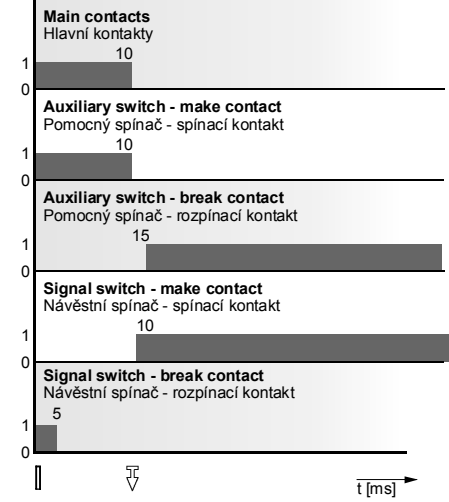 Main contacts
Hlavní kontakty
10
1
0
Auxiliary switch - make contact
Pomocný spínač - spínací kontakt
10
1
0
Auxiliary switch - break contact
Pomocný spínač - rozpínací kontakt
15
1
0
Signal switch - make contact
Návěstní spínač - spínací kontakt
10
1
0
Signal switch - break contact
Návěstní spínač - rozpínací kontakt
5
1
0
t [ms]